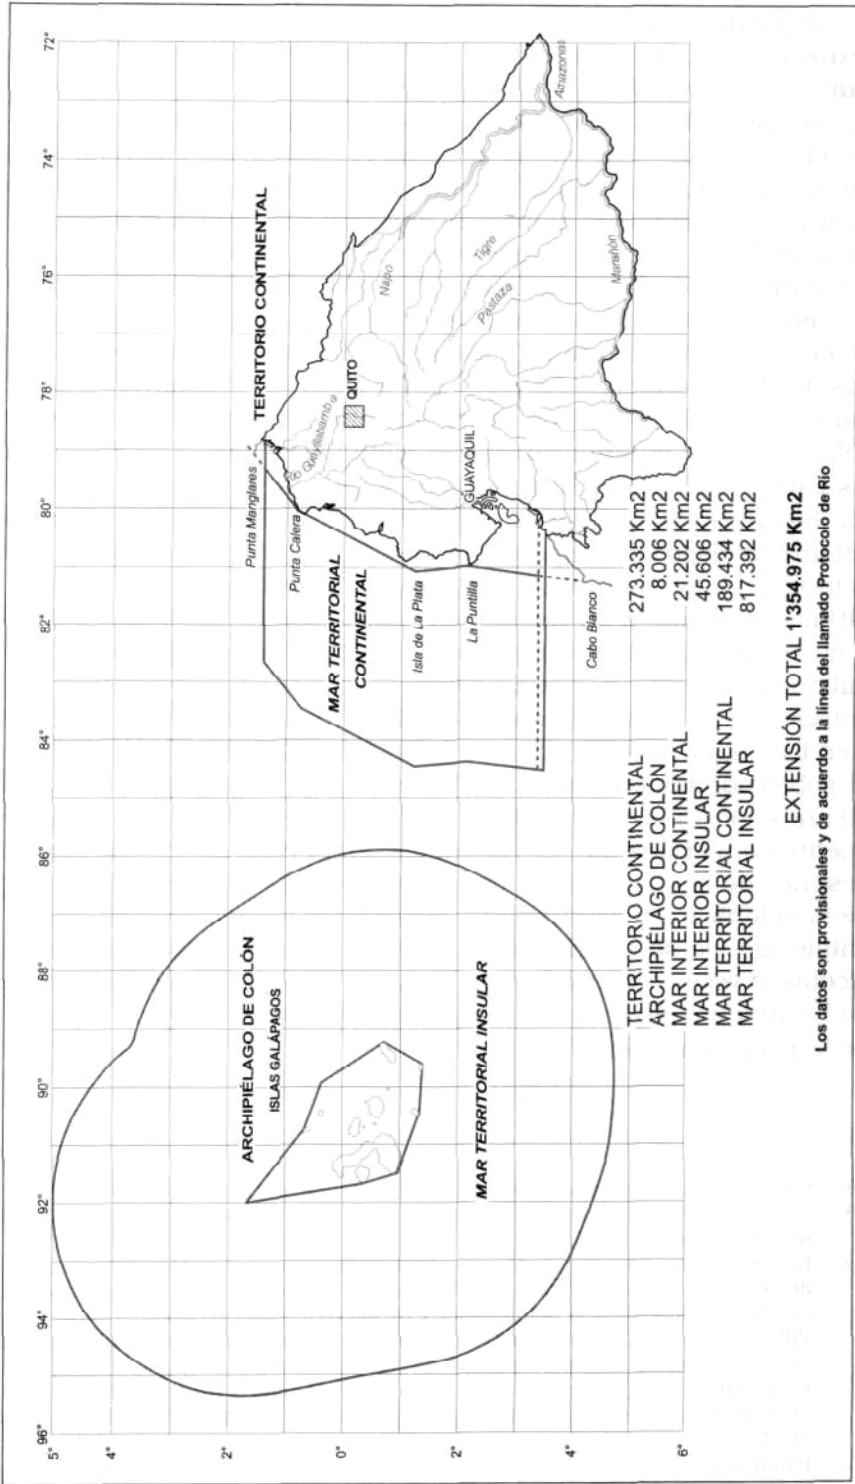 96°
94°
92°
90°
88°
86°
84°
82°
80°
78°
76°
74°
72°
5°
2°
0°
2°
6°
TERRITORIO CONTINENTAL
Punta Manglares
Punta Calera
Guayllabamba
QUITO
Napo
Tigre
Pastaza
Amazonas
Marañón
GUAYAQUIL
MAR TERRITORIAL
CONTINENTAL
Isla de La Plata
La Puntilla
Cabo Blanco
ARCHIPIÉLAGO DE COLÓN
ISLAS GALÁPAGOS
MAR TERRITORIAL INSULAR
TERRITORIO CONTINENTAL 273.335 Km2
ARCHIPIÉLAGO DE COLÓN 8.006 Km2
MAR INTERIOR CONTINENTAL 21.202 Km2
MAR INTERIOR INSULAR 45.606 Km2
MAR TERRITORIAL CONTINENTAL 189.434 Km2
MAR TERRITORIAL INSULAR 817.392 Km2
EXTENSIÓN TOTAL 1'354.975 Km2
Los datos son provisionales y de acuerdo a la línea del llamado Protocolo de Rio